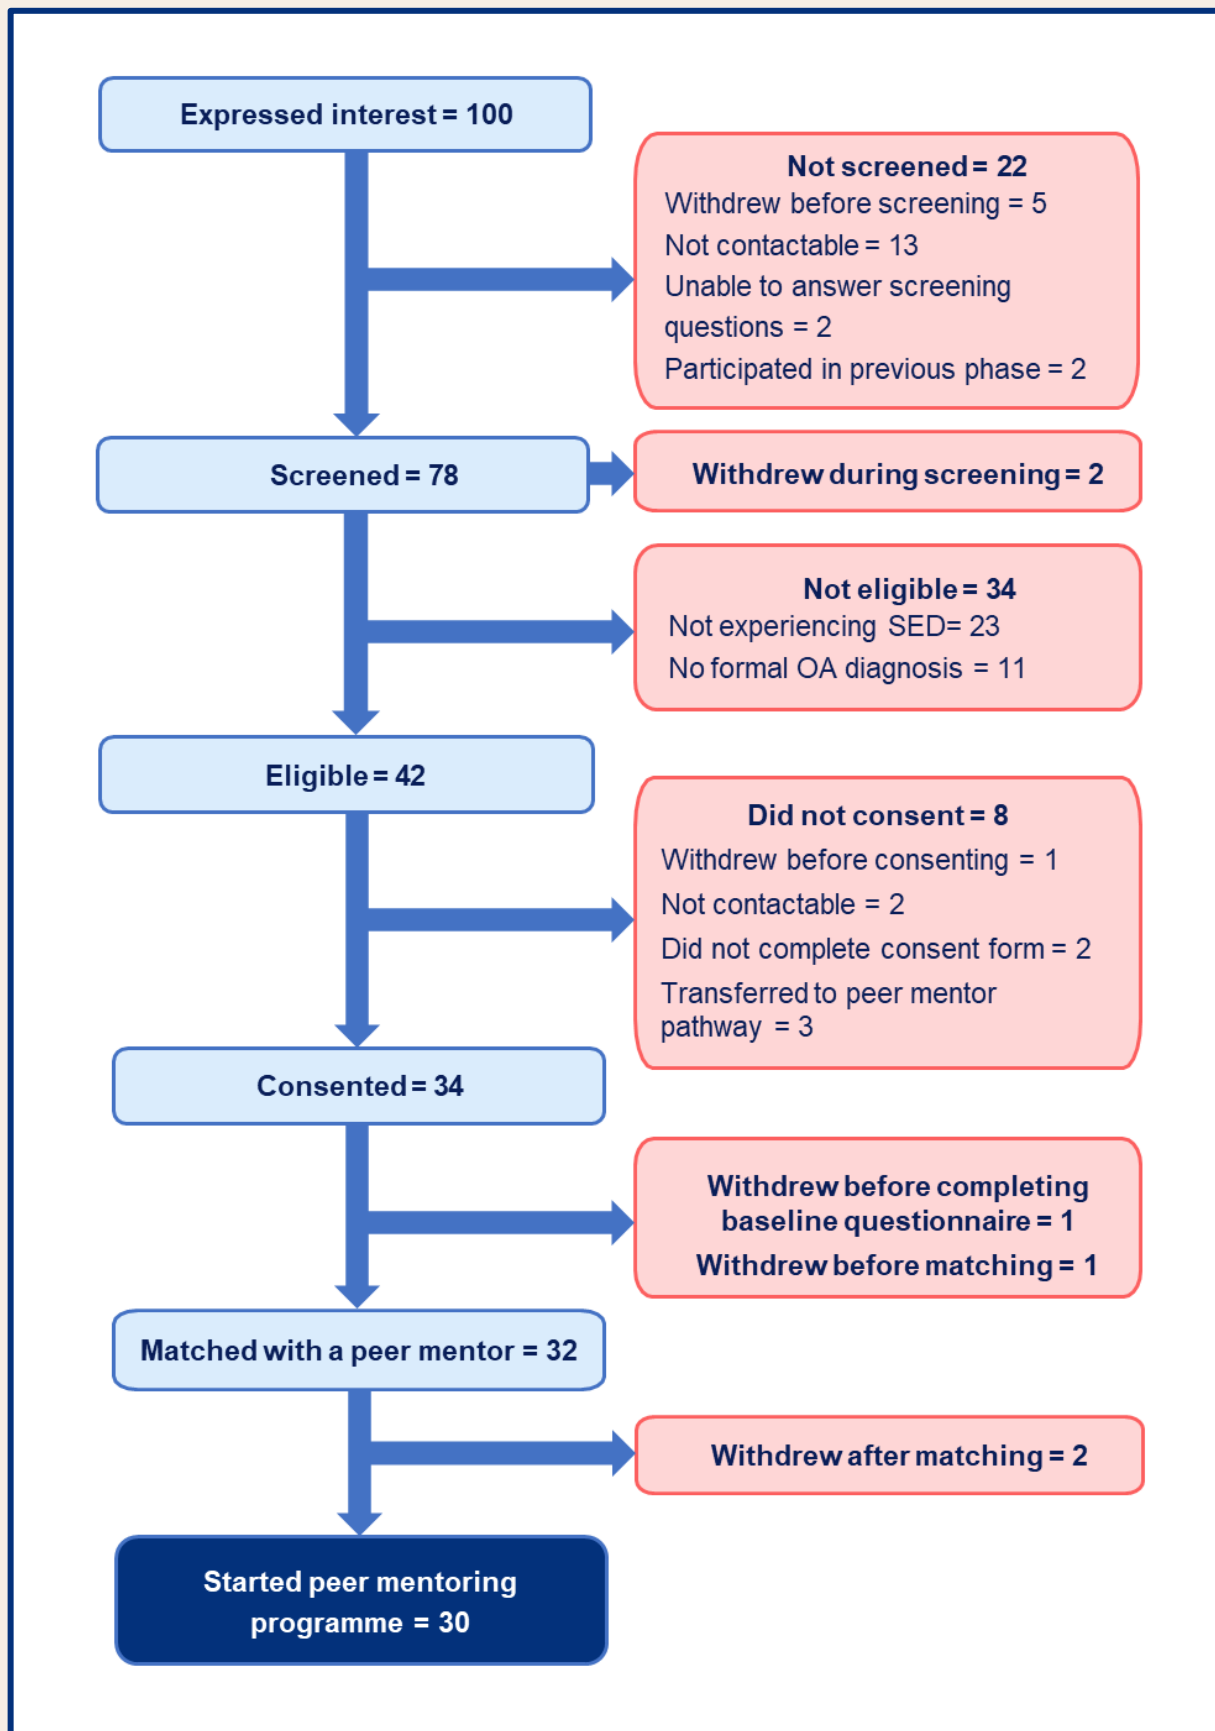 Expressed interest = 100
Not screened = 22
Withdrew before screening = 5
Not contactable = 13
Unable to answer screening
questions = 2
Participated in previous phase = 2
Screened = 78
Withdrew during screening = 2
Not eligible = 34
Not experiencing SED= 23
No formal OA diagnosis = 11
Eligible = 42
Did not consent = 8
Withdrew before consenting = 1
Not contactable = 2
Did not complete consent form = 2
Transferred to peer mentor
pathway = 3
Consented = 34
Withdrew before completing
baseline questionnaire = 1
Withdrew before matching = 1
Matched with a peer mentor = 32
Withdrew after matching = 2
Started peer mentoring
programme = 30